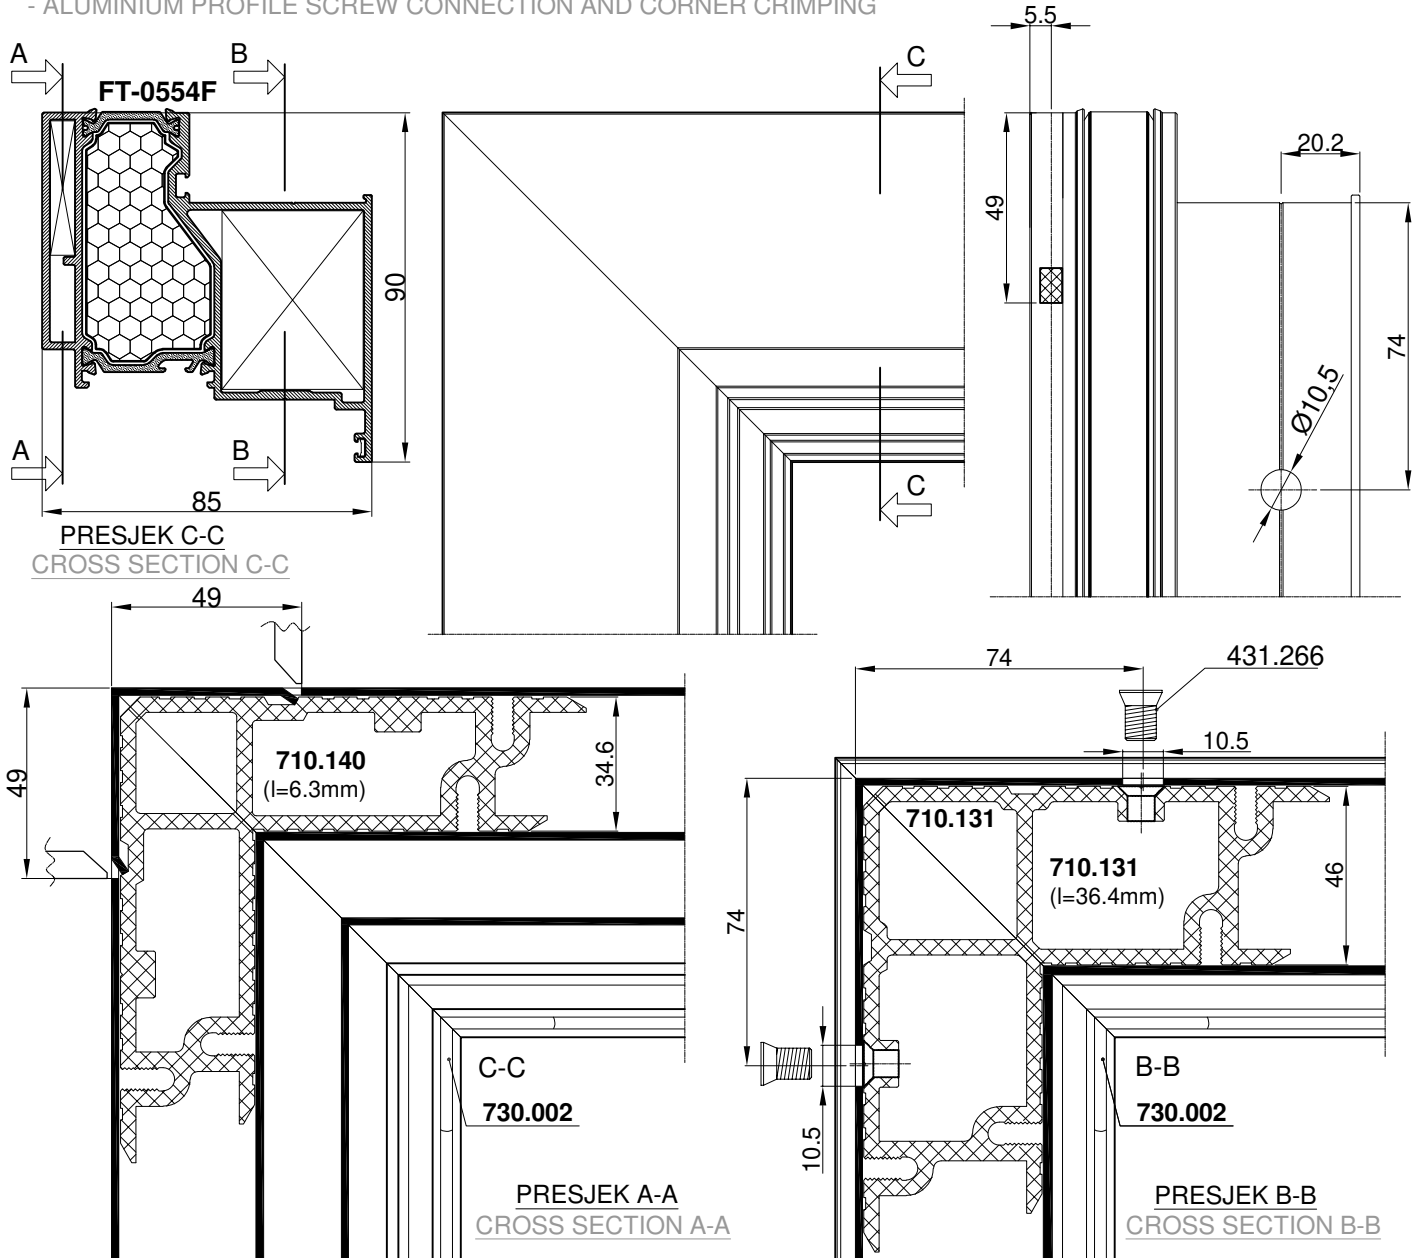 - ALUMINIUM PROFILE SCREW CONNECTION AND CORNER CRIMPING
A
B
FT-0554F
C
5.5
20.2
49
90
74
Ø10,5
A
B
C
85
PRESJEK C-C
CROSS SECTION C-C
49
49
710.140
(l=6.3mm)
34.6
C-C
730.002
PRESJEK A-A
CROSS SECTION A-A
74
431.266
10.5
710.131
710.131
(l=36.4mm)
46
74
10.5
B-B
730.002
PRESJEK B-B
CROSS SECTION B-B